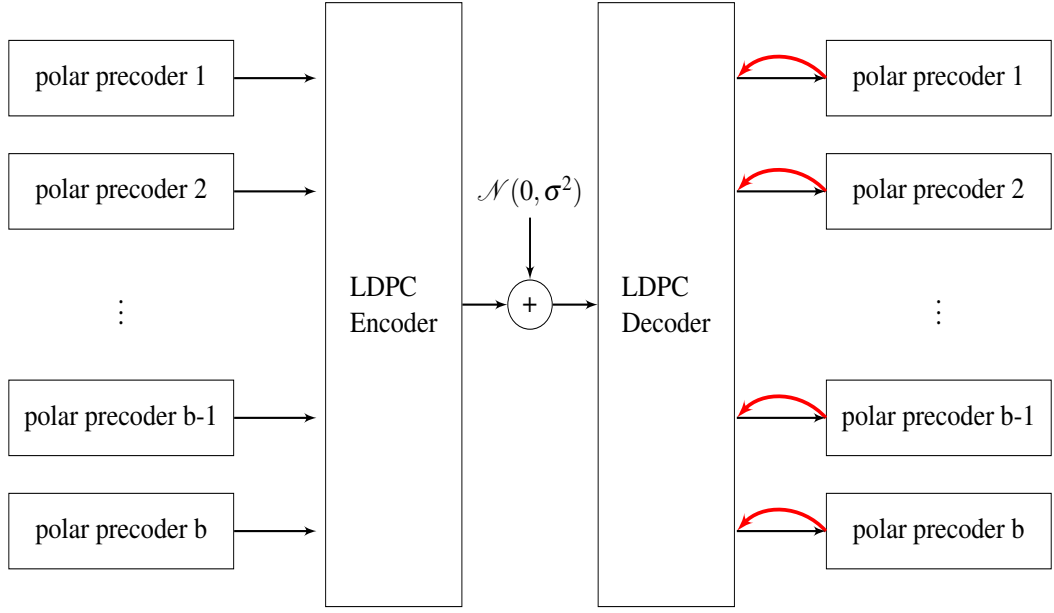 polar precoder 1
polar precoder 2
⋮
polar precoder b-1
polar precoder b
LDPC
Encoder
𝒩(0, σ²)
+
LDPC
Decoder
polar precoder 1
polar precoder 2
⋮
polar precoder b-1
polar precoder b